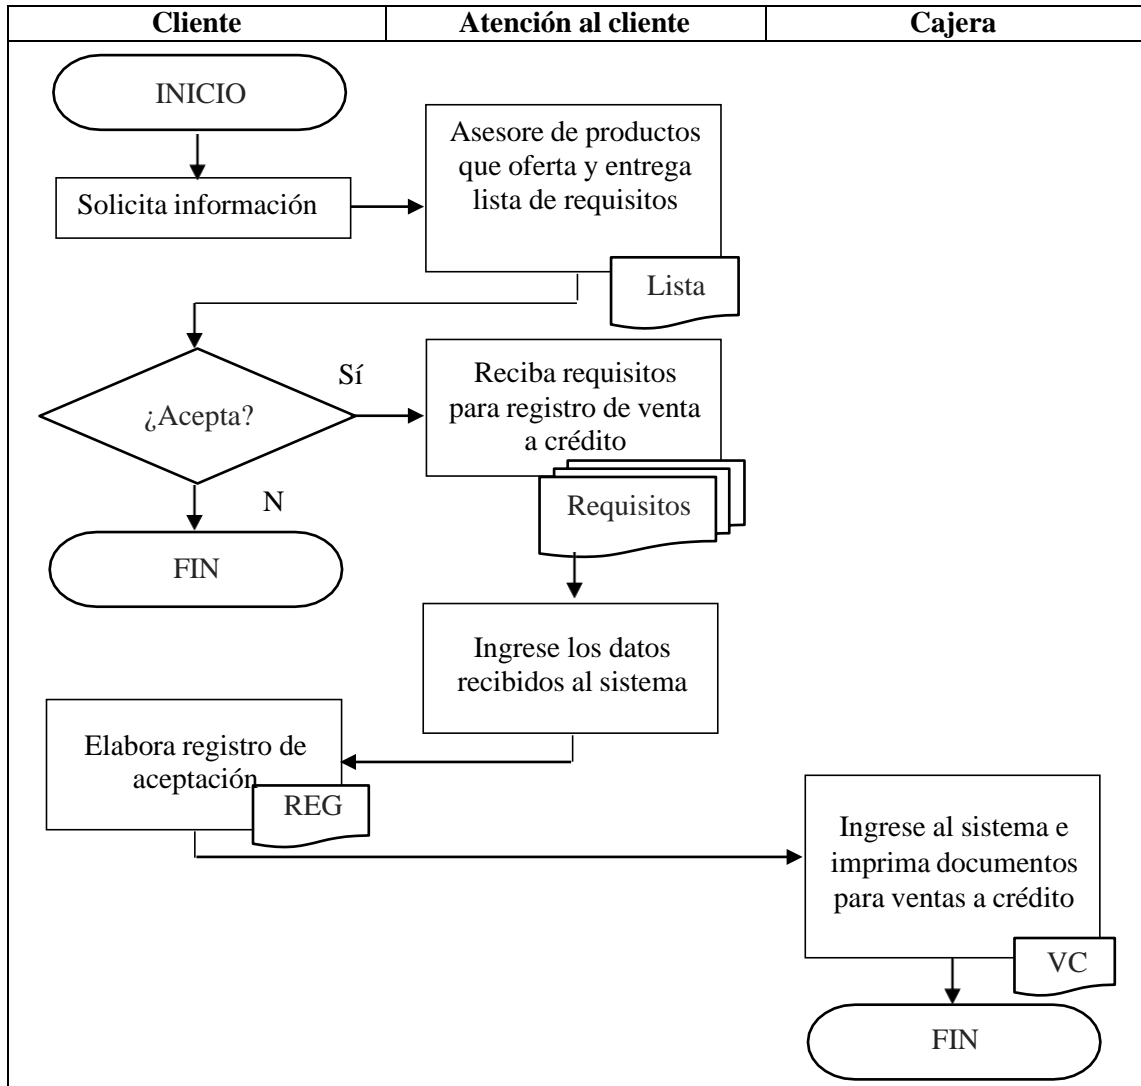 Cliente
Atención al cliente
Cajera
INICIO
Solicita información
Asesore de productos
que oferta y entrega
lista de requisitos
Lista
¿Acepta?
Sí
N
FIN
Reciba requisitos
para registro de venta
a crédito
Requisitos
Ingrese los datos
recibidos al sistema
Elabora registro de
aceptación
REG
Ingrese al sistema e
imprima documentos
para ventas a crédito
VC
FIN